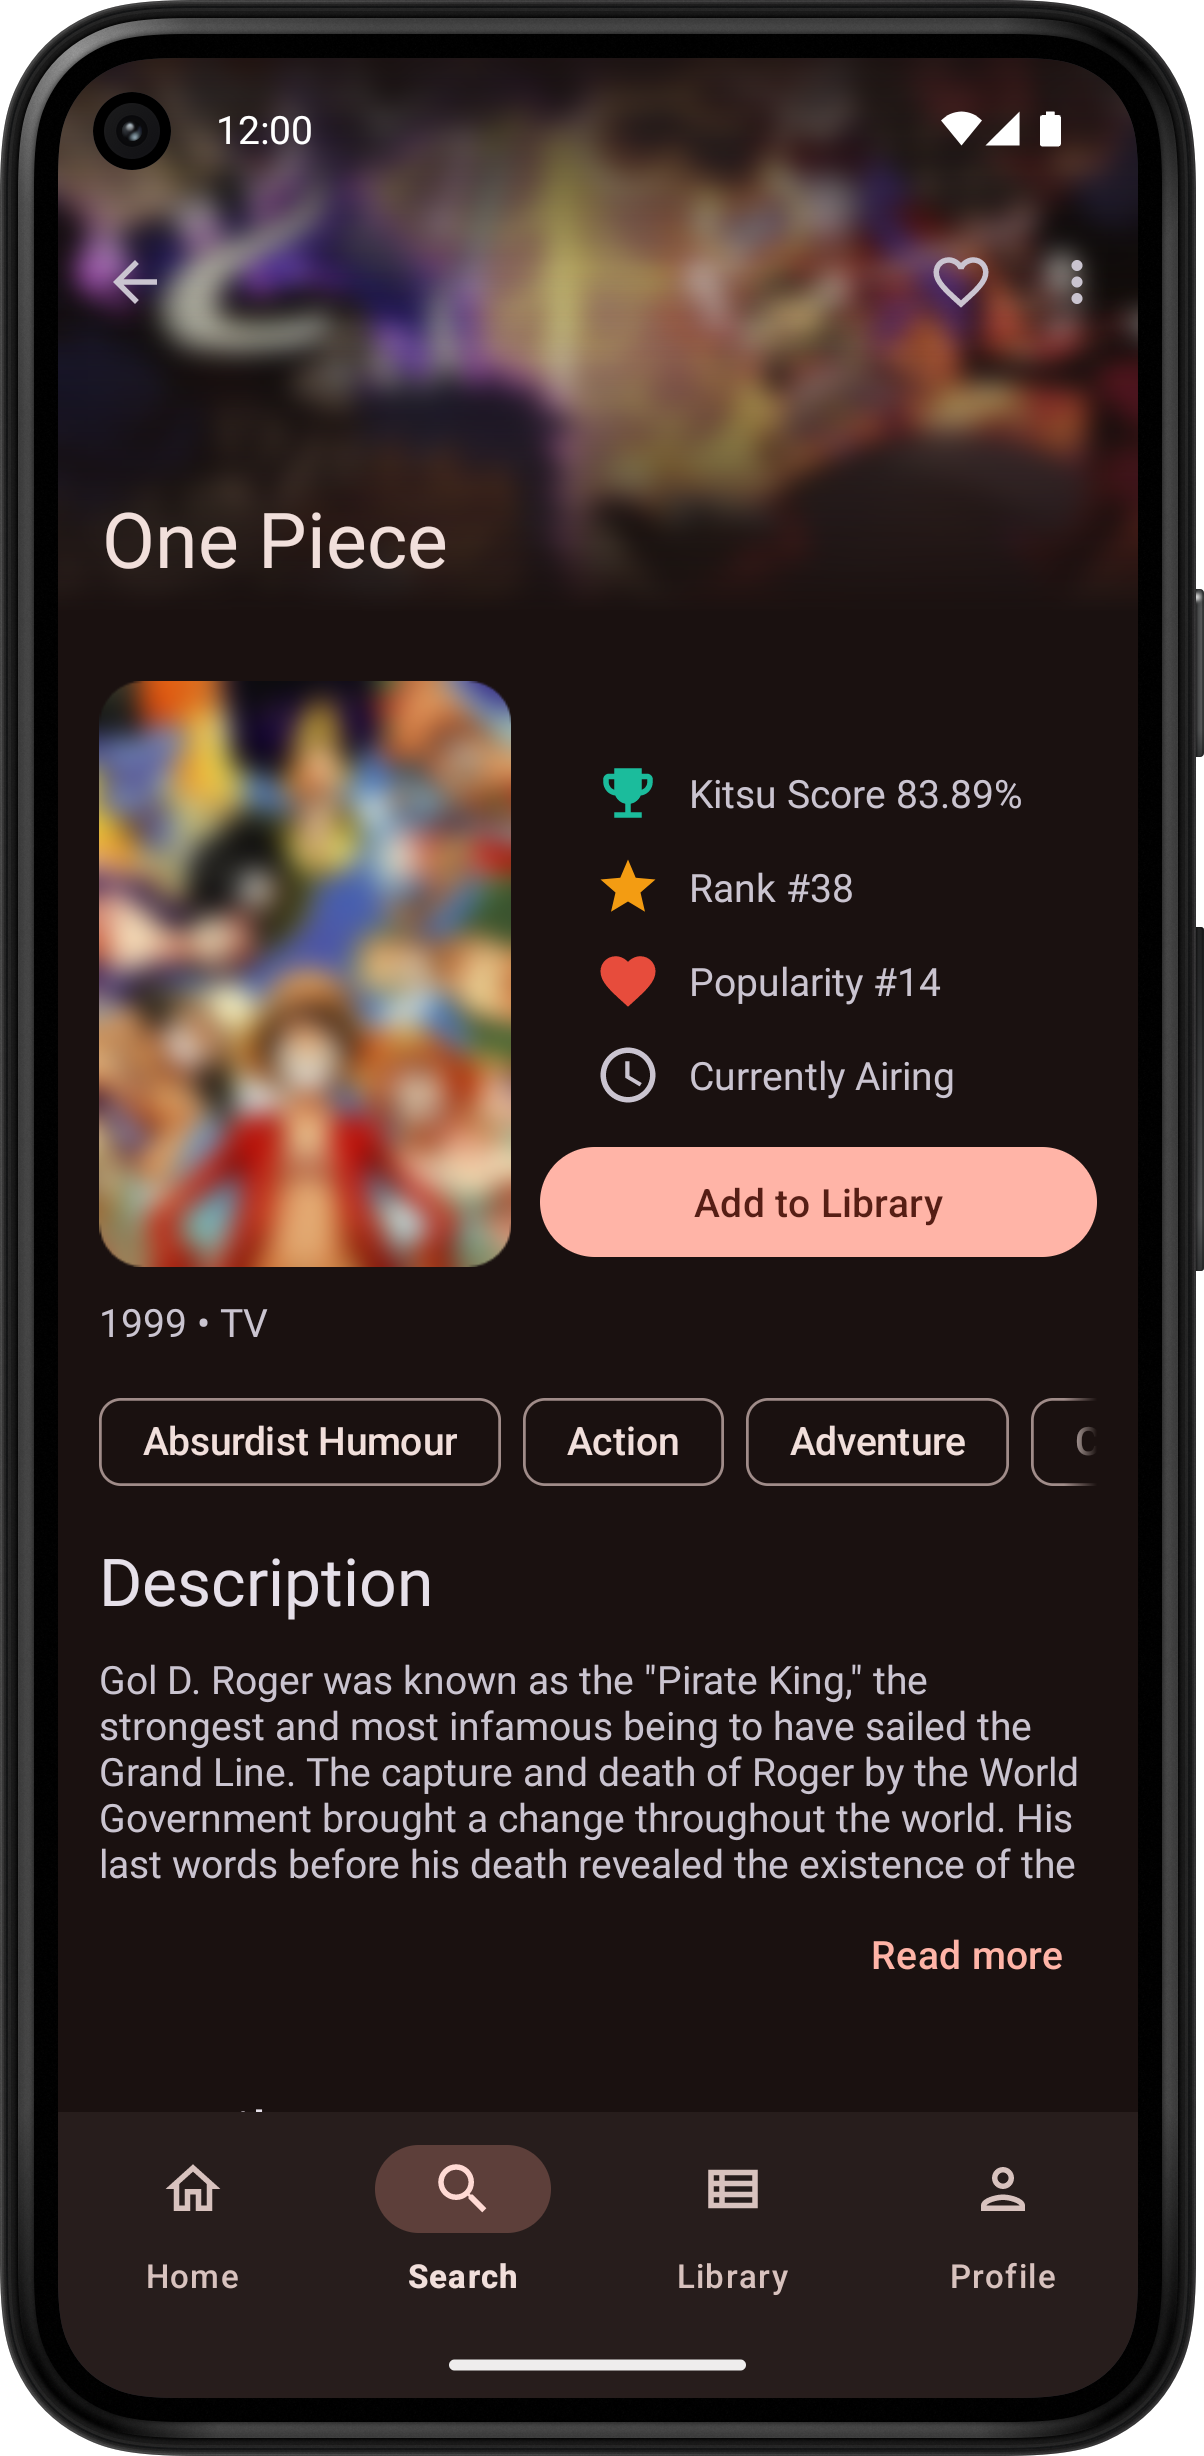 12:00
One Piece
Kitsu Score 83.89%
Rank #38
Popularity #14
Currently Airing
Add to Library
1999 • TV
Absurdist Humour
Action
Adventure
Description
Gol D. Roger was known as the "Pirate King," the
strongest and most infamous being to have sailed the
Grand Line. The capture and death of Roger by the World
Government brought a change throughout the world. His
last words before his death revealed the existence of the
Read more
Home
Search
Library
Profile